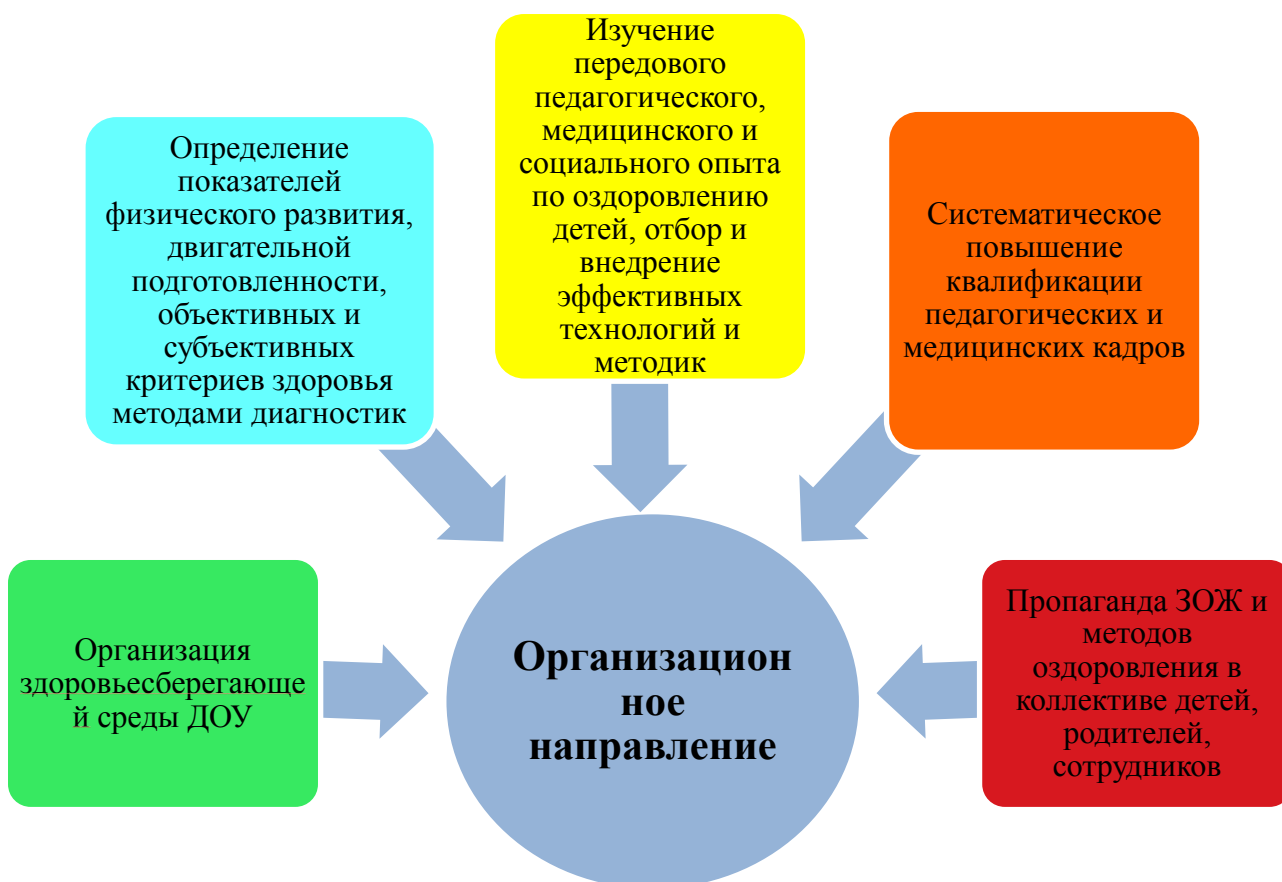 Изучение
передового
педагогического,
медицинского и
социального опыта
по оздоровлению
детей, отбор и
внедрение
эффективных
технологий и
методик
Определение
показателей
физического развития,
двигательной
подготовленности,
объективных и
субъективных
критериев здоровья
методами диагностик
Систематическое
повышение
квалификации
педагогических и
медицинских кадров
Организация
здоровьесберегающе
й среды ДОУ
Организацион
ное
направление
Пропаганда ЗОЖ и
методов
оздоровления в
коллективе детей,
родителей,
сотрудников